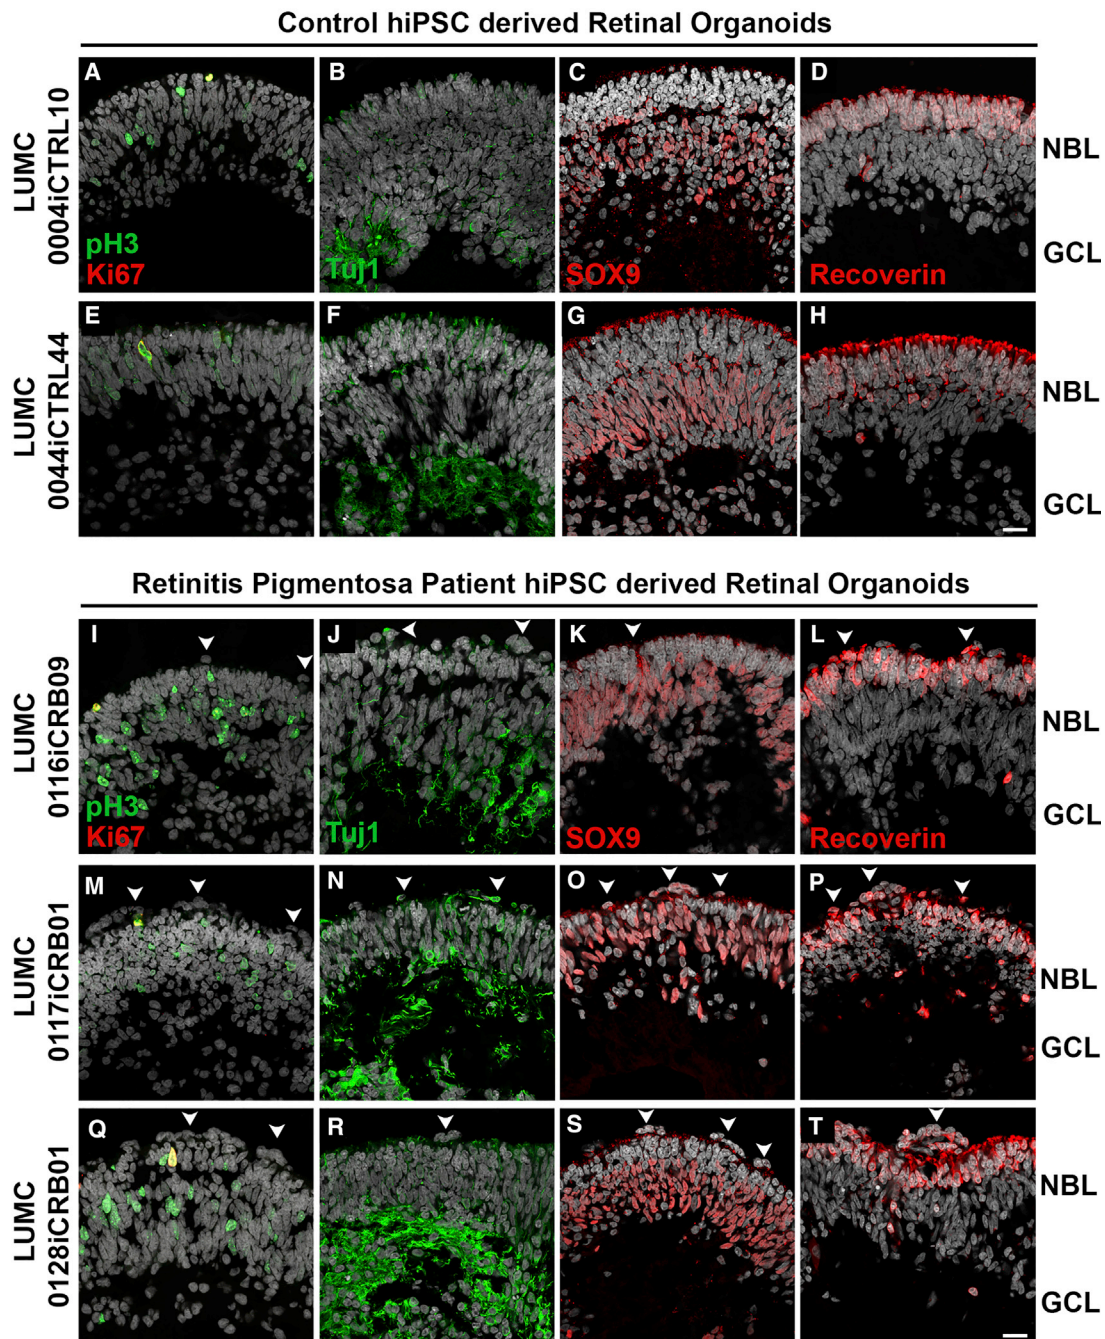 Control hiPSC derived Retinal Organoids
LUMC
0004iCTRL10
A
B
C
D
pH3
Ki67
Tuj1
SOX9
Recoverin
NBL
GCL
LUMC
0044iCTRL44
E
F
G
H
NBL
GCL
Retinitis Pigmentosa Patient hiPSC derived Retinal Organoids
LUMC
0116iCRB09
I
J
K
L
pH3
Ki67
Tuj1
SOX9
Recoverin
NBL
GCL
LUMC
0117iCRB01
M
N
O
P
NBL
GCL
LUMC
0128iCRB01
Q
R
S
T
NBL
GCL